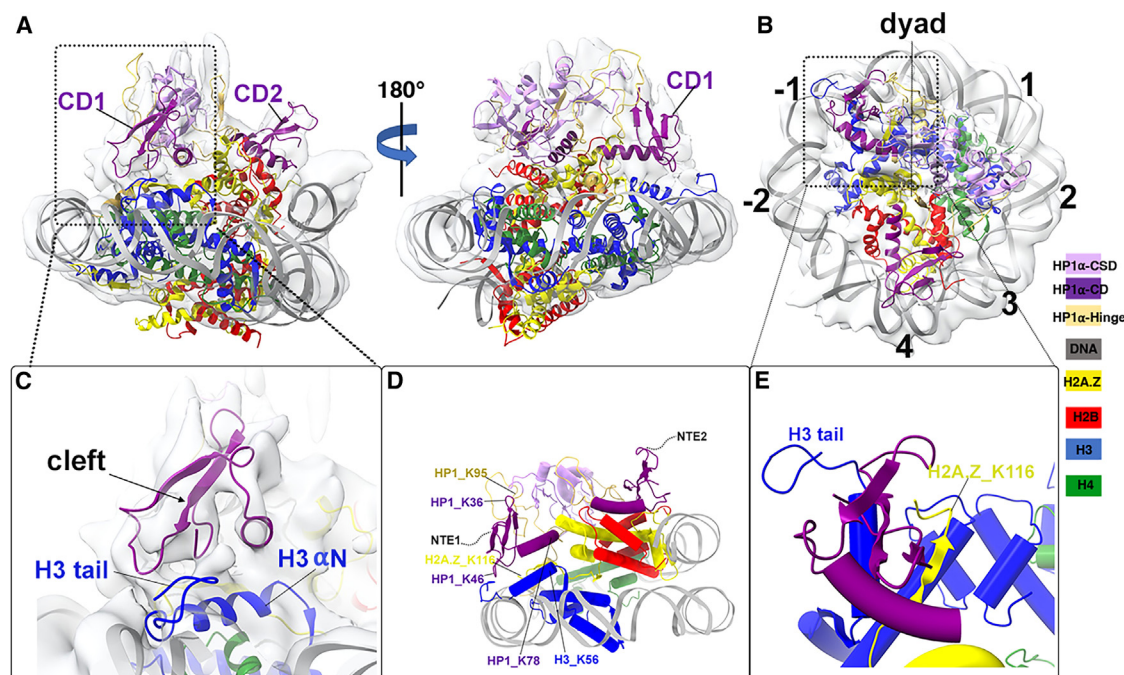 A
CD1
CD2
180°
CD1
B
dyad
-1
1
-2
2
3
4
HP1α-CSD
HP1α-CD
HP1α-Hinge
DNA
H2A.Z
H2B
H3
H4
C
cleft
H3 tail
H3 αN
D
NTE2
HP1_K95
HP1_K36
NTE1
H2A.Z_K116
HP1_K46
HP1_K78
H3_K56
E
H3 tail
H2A.Z_K116